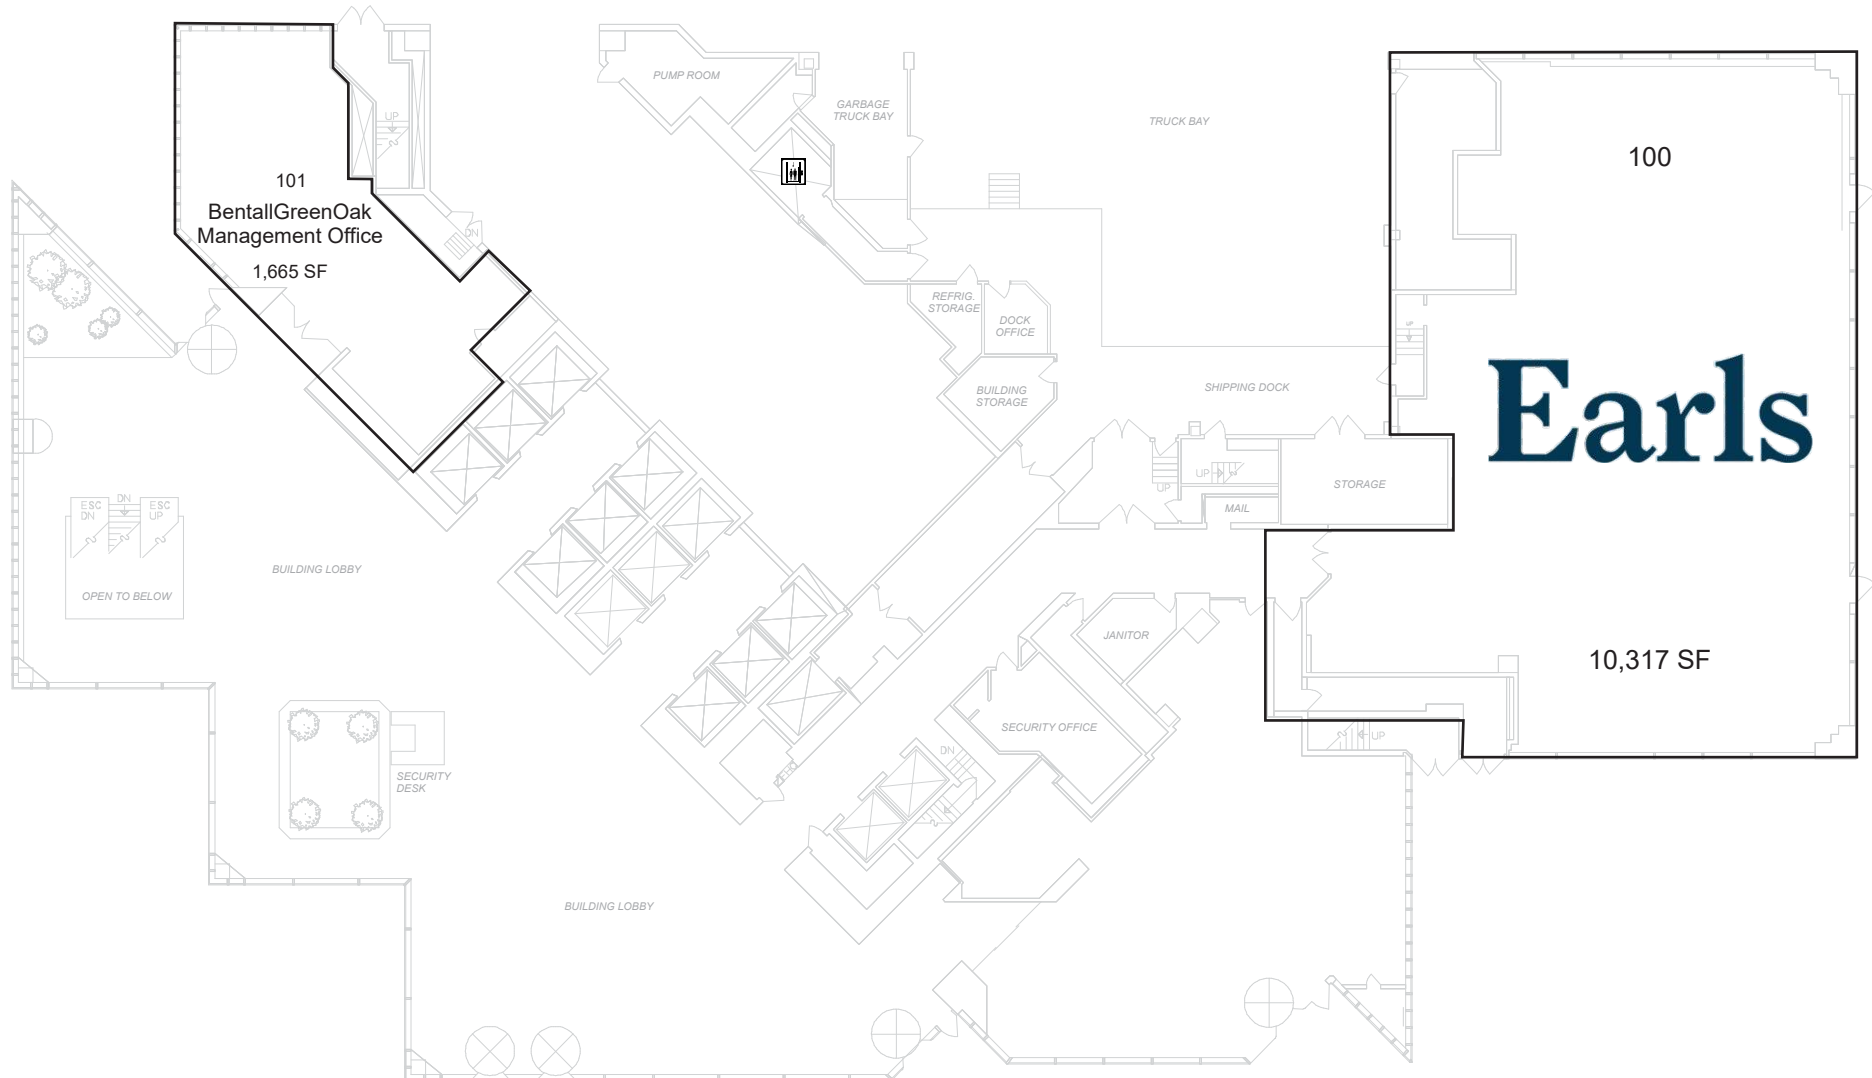 PUMP ROOM
GARBAGE
TRUCK BAY
UP
TRUCK BAY
100
101
BentallGreenOak
Management Office
1,665 SF
DN
REFRIG.
STORAGE
DOCK
OFFICE
UP
BUILDING
STORAGE
SHIPPING DOCK
Earls
UP
UP
STORAGE
MAIL
ESC
DN
DN
ESC
UP
BUILDING LOBBY
OPEN TO BELOW
JANITOR
10,317 SF
SECURITY OFFICE
UP
DN
SECURITY
DESK
BUILDING LOBBY